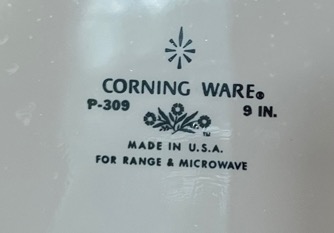 CORNING WARE®
P-309 9 IN.
TM
MADE IN U.S.A.
FOR RANGE & MICROWAVE